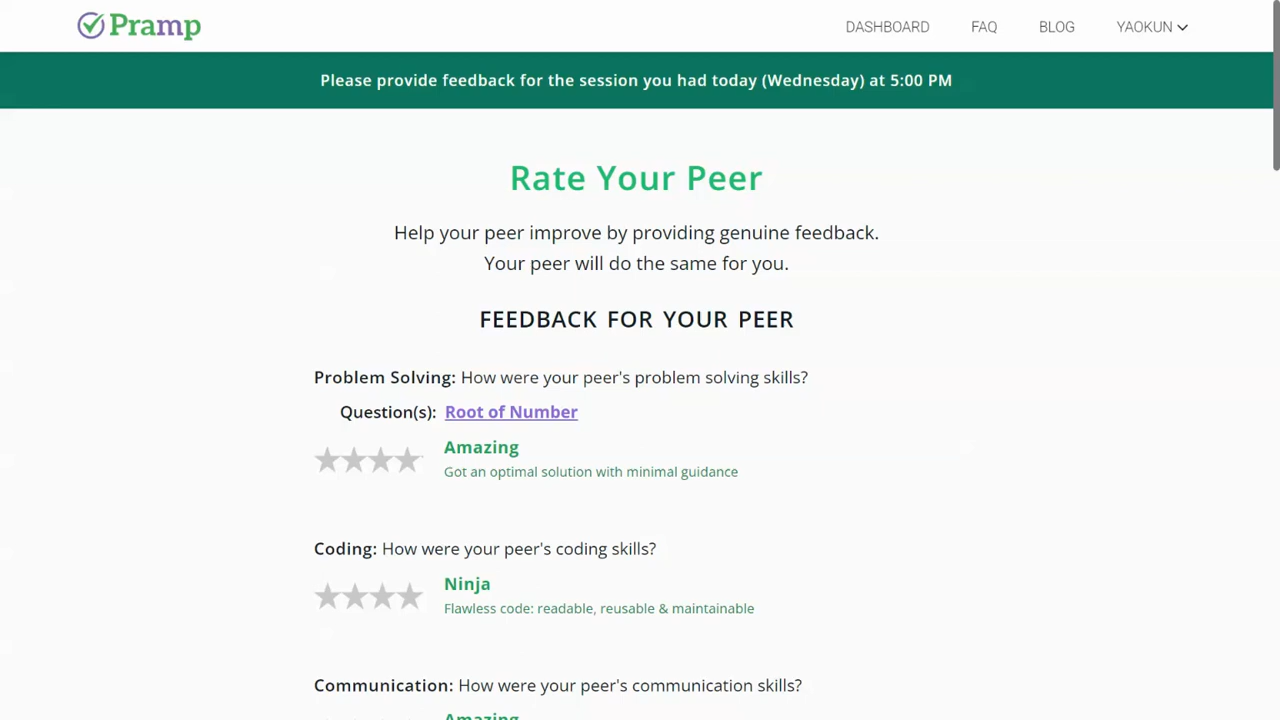 Pramp
DASHBOARD FAQ BLOG YAOKUN
Please provide feedback for the session you had today (Wednesday) at 5:00 PM
Rate Your Peer
Help your peer improve by providing genuine feedback.
Your peer will do the same for you.
FEEDBACK FOR YOUR PEER
Problem Solving: How were your peer's problem solving skills?
Question(s): Root of Number
Amazing
Got an optimal solution with minimal guidance
Coding: How were your peer's coding skills?
Ninja
Flawless code: readable, reusable & maintainable
Communication: How were your peer's communication skills?
Amazing